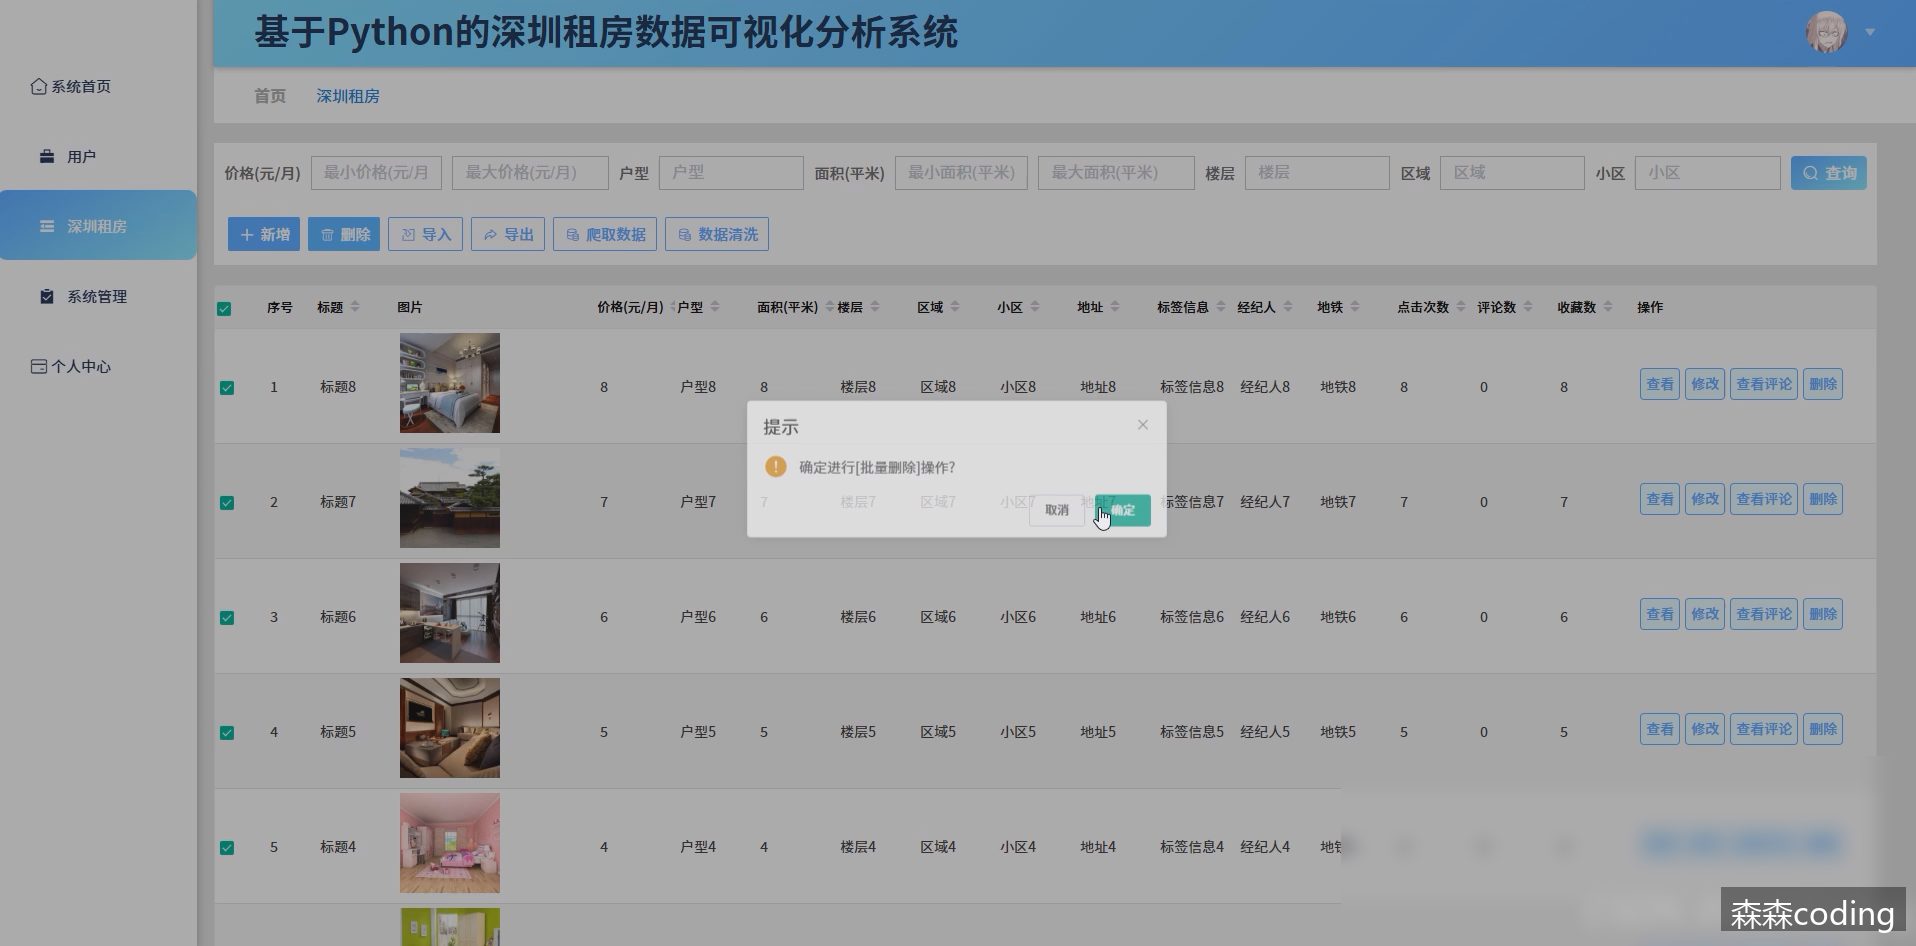 基于Python的深圳租房数据可视化分析系统
系统首页
用户
深圳租房
系统管理
个人中心
首页 深圳租房
价格(元/月) 最小价格(元/月 最大价格(元/月) 户型 户型 面积(平米) 最小面积(平米) 最大面积(平米) 楼层 楼层 区域 区域 小区 小区 查询
新增 删除 导入 导出 爬取数据 数据清洗
序号 标题 图片 价格(元/月) 户型 面积(平米) 楼层 区域 小区 地址 标签信息 经纪人 地铁 点击次数 评论数 收藏数 操作
1 标题8 8 户型8 8 楼层8 区域8 小区8 地址8 标签信息8 经纪人8 地铁8 8 0 8 查看 修改 查看评论 删除
提示
确定进行[批量删除]操作?
取消 确定
2 标题7 7 户型7 7 楼层7 区域7 小区7 地址7 标签信息7 经纪人7 地铁7 7 0 7 查看 修改 查看评论 删除
3 标题6 6 户型6 6 楼层6 区域6 小区6 地址6 标签信息6 经纪人6 地铁6 6 0 6 查看 修改 查看评论 删除
4 标题5 5 户型5 5 楼层5 区域5 小区5 地址5 标签信息5 经纪人5 地铁5 5 0 5 查看 修改 查看评论 删除
5 标题4 4 户型4 4 楼层4 区域4 小区4 地址4 标签信息4 经纪人4 地
森森coding